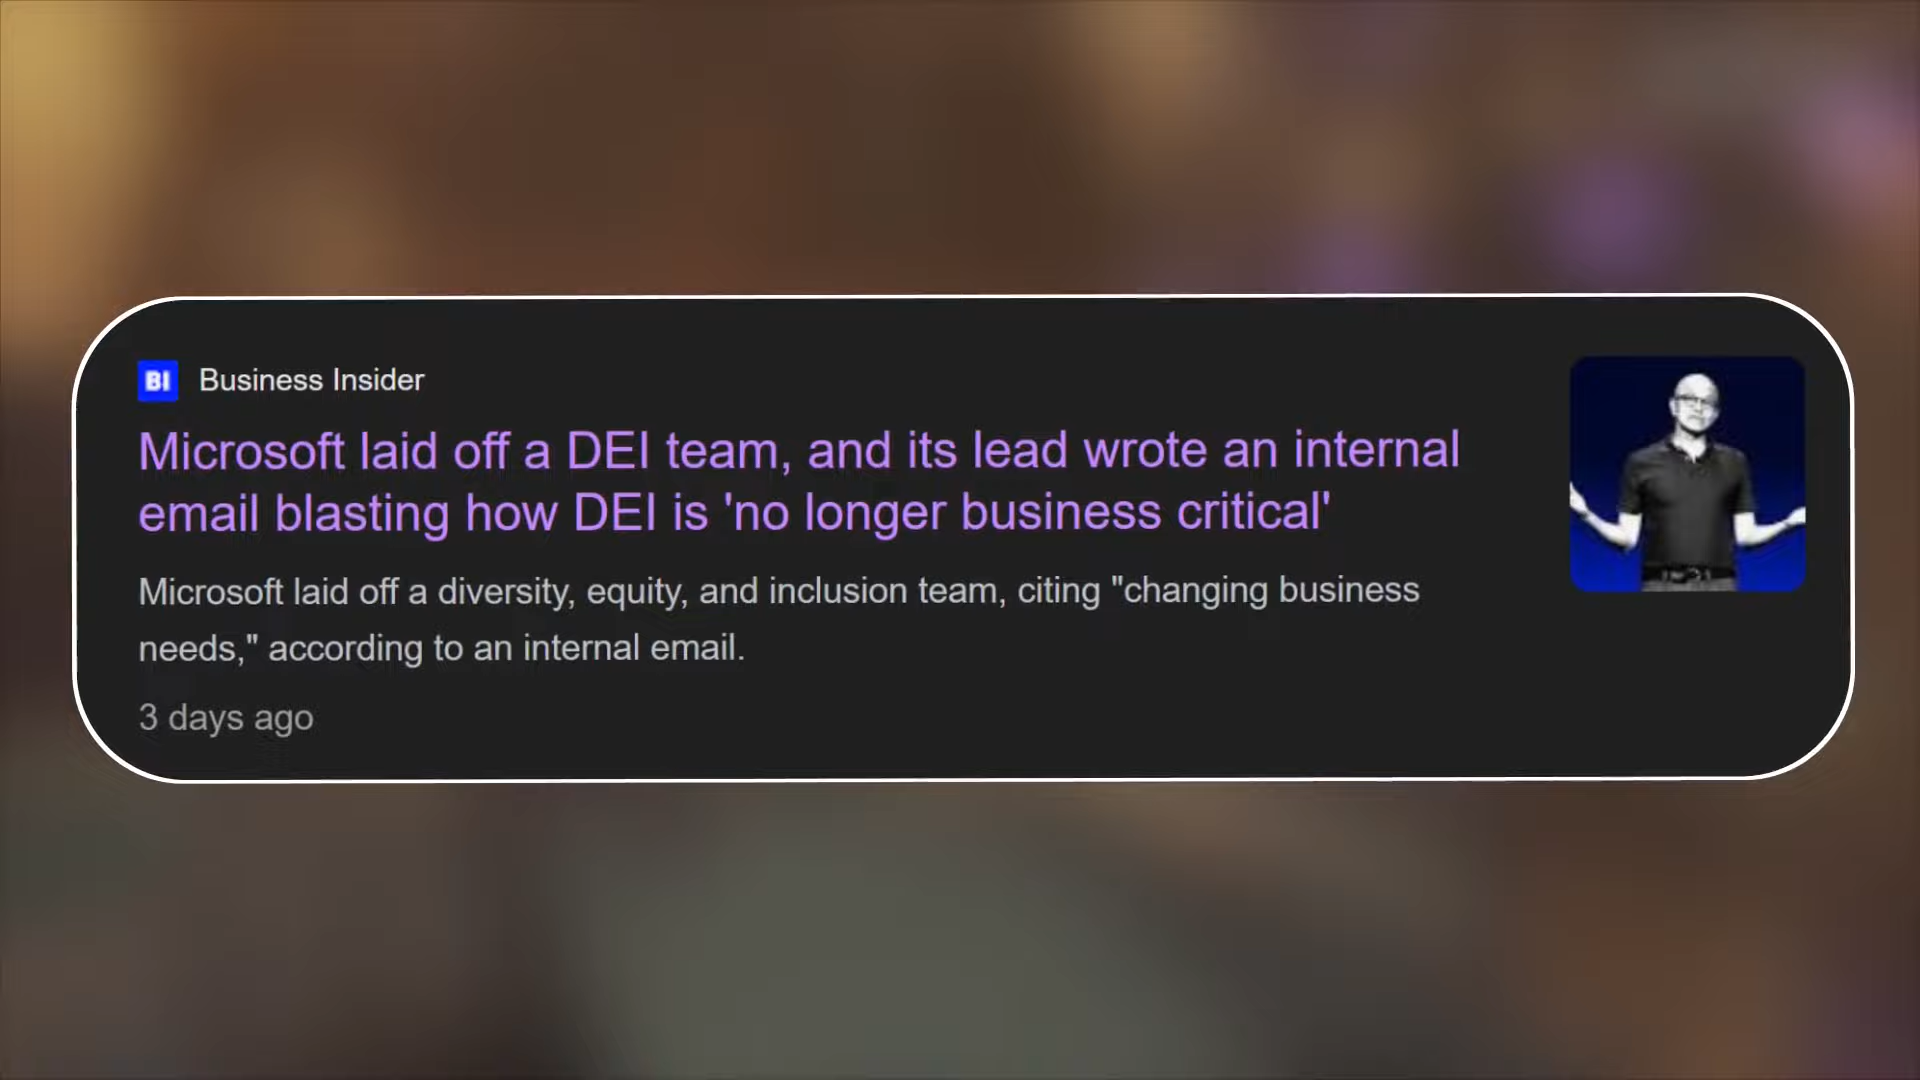 BI Business Insider
Microsoft laid off a DEI team, and its lead wrote an internal
email blasting how DEI is 'no longer business critical'
Microsoft laid off a diversity, equity, and inclusion team, citing "changing business
needs," according to an internal email.
3 days ago